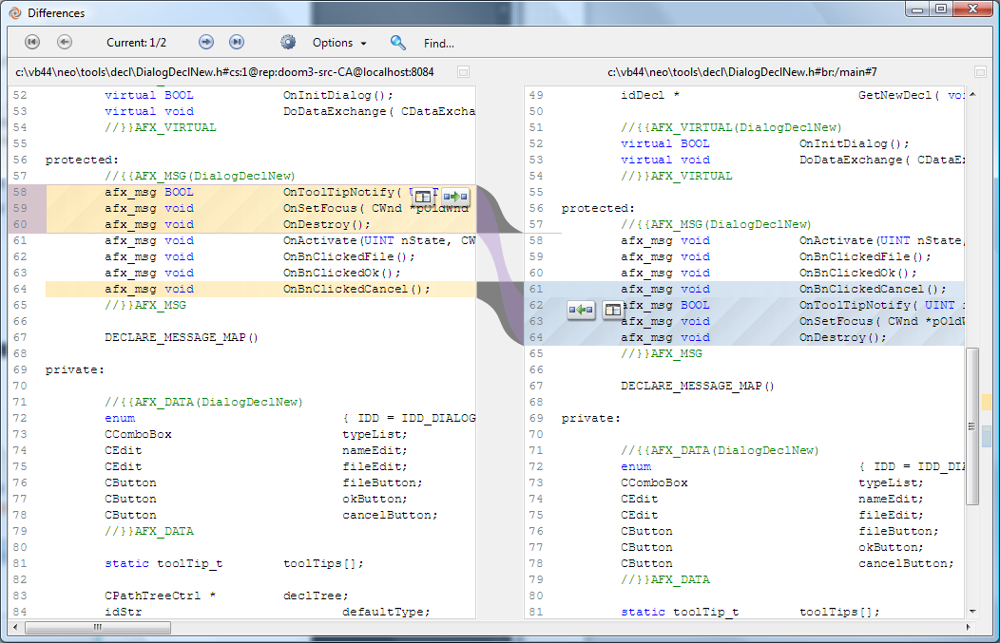 Differences
Current: 1/2 Options Find...
c:\vb44\neo\tools\decl\DialogDeclNew.h#cs:1@rep:doom3-src-CA@localhost:8084
52 virtual BOOL OnInitDialog();
53 virtual void DoDataExchange( CDataExcha
54 //}}AFX_VIRTUAL
55
56 protected:
57 //{{AFX_MSG(DialogDeclNew)
58 afx_msg BOOL OnToolTipNotify( UINT
59 afx_msg void OnSetFocus( CWnd *pOldWnd
60 afx_msg void OnDestroy();
61 afx_msg void OnActivate(UINT nState, CW
62 afx_msg void OnBnClickedFile();
63 afx_msg void OnBnClickedOk();
64 afx_msg void OnBnClickedCancel();
65 //}}AFX_MSG
66
67 DECLARE_MESSAGE_MAP()
68
69 private:
70
71 //{{AFX_DATA(DialogDeclNew)
72 enum { IDD = IDD_DIALOG
73 CComboBox typeList;
74 CEdit nameEdit;
75 CEdit fileEdit;
76 CButton fileButton;
77 CButton okButton;
78 CButton cancelButton;
79 //}}AFX_DATA
80
81 static toolTip_t toolTips[];
82
83 CPathTreeCtrl * declTree;
84 idStr defaultType;
c:\vb44\neo\tools\decl\DialogDeclNew.h#br:/main#7
49 idDecl * GetNewDecl( voi
50
51 //{{AFX_VIRTUAL(DialogDeclNew)
52 virtual BOOL OnInitDialog();
53 virtual void DoDataExchange( CDataEx
54 //}}AFX_VIRTUAL
55
56 protected:
57 //{{AFX_MSG(DialogDeclNew)
58 afx_msg void OnActivate(UINT nState,
59 afx_msg void OnBnClickedFile();
60 afx_msg void OnBnClickedOk();
61 afx_msg void OnBnClickedCancel();
62 afx_msg BOOL OnToolTipNotify( UINT
63 afx_msg void OnSetFocus( CWnd *pOldW
64 afx_msg void OnDestroy();
65 //}}AFX_MSG
66
67 DECLARE_MESSAGE_MAP()
68
69 private:
70
71 //{{AFX_DATA(DialogDeclNew)
72 enum { IDD = IDD_DIA
73 CComboBox typeList;
74 CEdit nameEdit;
75 CEdit fileEdit;
76 CButton fileButton;
77 CButton okButton;
78 CButton cancelButton;
79 //}}AFX_DATA
80
81 static toolTip_t toolTips[];